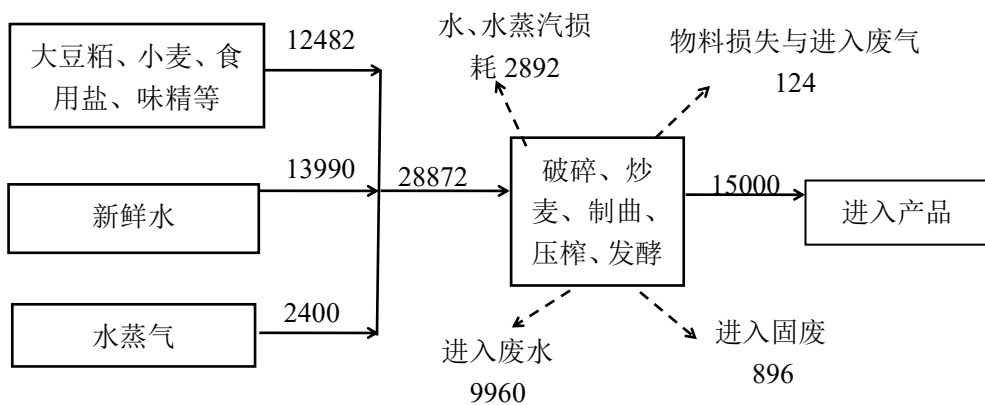 12482
大豆粕、小麦、食
用盐、味精等
水、水蒸汽损
耗 2892
物料损失与进入废气
124
13990
新鲜水
28872
破碎、炒
麦、制曲、
压榨、发酵
15000
进入产品
2400
水蒸气
进入废水
9960
进入固废
896